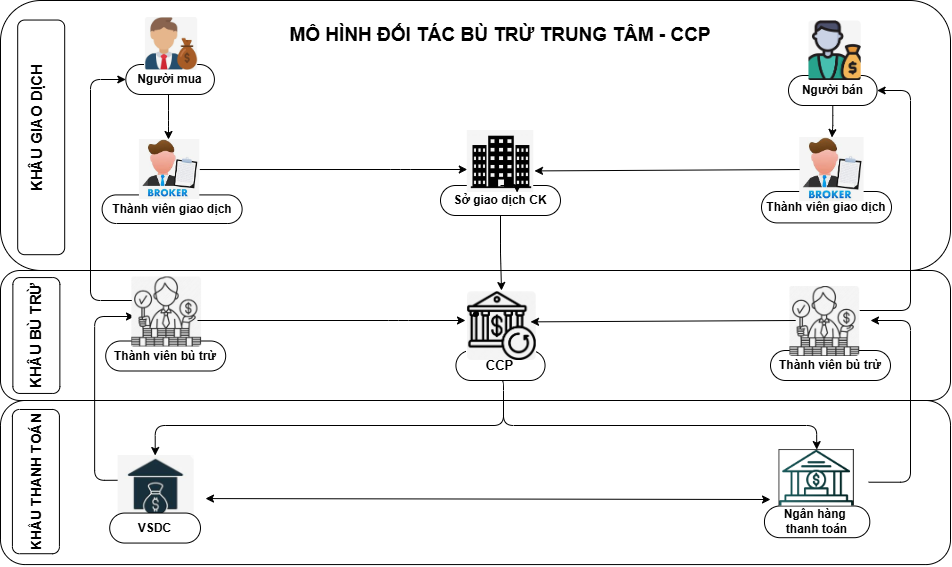 MÔ HÌNH ĐỐI TÁC BÙ TRỪ TRUNG TÂM - CCP
KHÂU GIAO DỊCH
Người mua
Người bán
BROKER
Thành viên giao dịch
Sở giao dịch CK
BROKER
Thành viên giao dịch
KHÂU BÙ TRỪ
Thành viên bù trừ
CCP
Thành viên bù trừ
KHÂU THANH TOÁN
VSDC
Ngân hàng
thanh toán